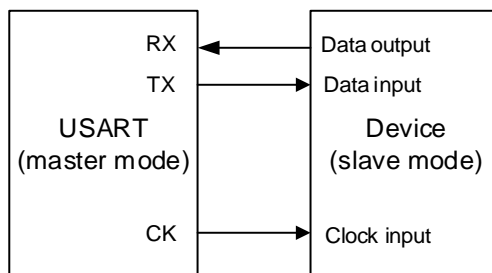 RX
Data output
TX
Data input
USART
(master mode)
Device
(slave mode)
CK
Clock input